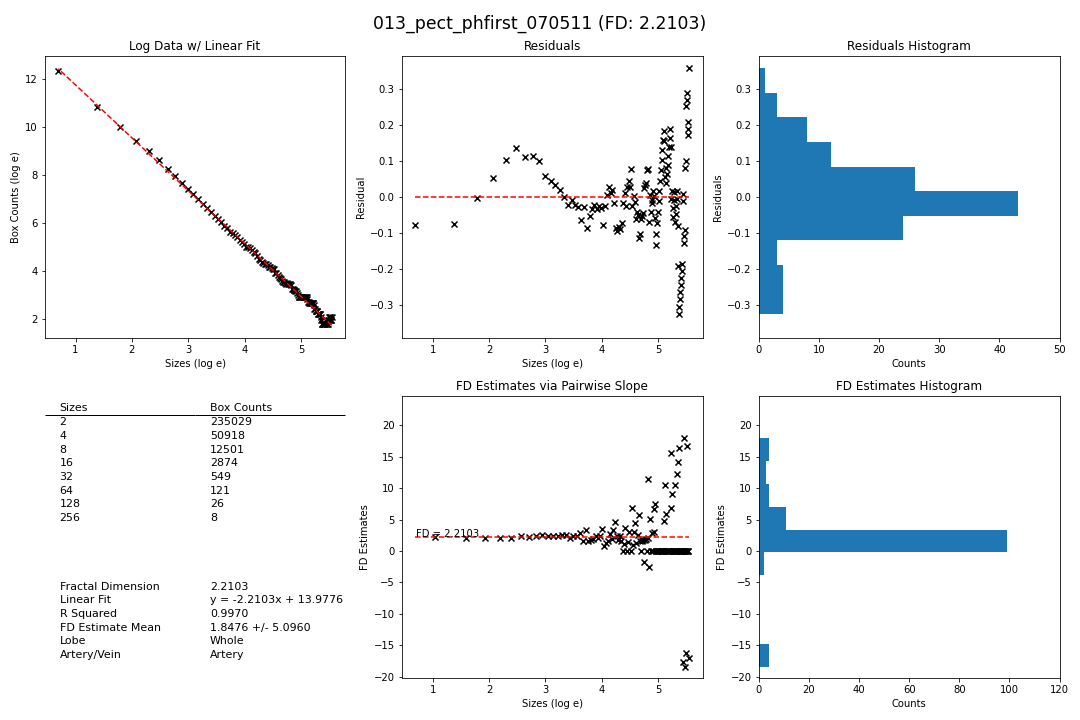 013_pect_phfirst_070511 (FD: 2.2103)
Log Data w/ Linear Fit
12
10
8
6
4
2
Box Counts (log e)
1 2 3 4 5
Sizes (log e)
Residuals
0.3
0.2
0.1
0.0
−0.1
−0.2
−0.3
Residual
1 2 3 4 5
Sizes (log e)
Residuals Histogram
0.3
0.2
0.1
0.0
−0.1
−0.2
−0.3
Residuals
0 10 20 30 40 50
Counts
Sizes Box Counts
2 235029
4 50918
8 12501
16 2874
32 549
64 121
128 26
256 8
Fractal Dimension 2.2103
Linear Fit y = -2.2103x + 13.9776
R Squared 0.9970
FD Estimate Mean 1.8476 +/- 5.0960
Lobe Whole
Artery/Vein Artery
FD Estimates via Pairwise Slope
20
15
10
5
0
−5
−10
−15
−20
FD Estimates
FD = 2.2103
1 2 3 4 5
Sizes (log e)
FD Estimates Histogram
20
15
10
5
0
−5
−10
−15
−20
FD Estimates
0 20 40 60 80 100 120
Counts